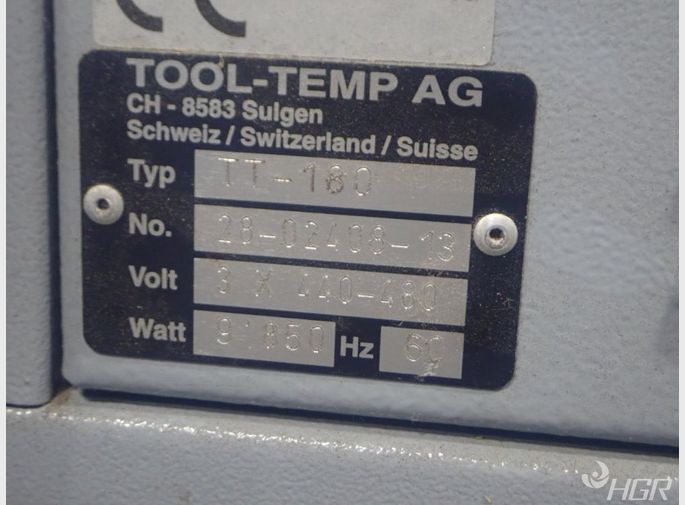 CE
TOOL-TEMP AG
CH - 8583 Sulgen
Schweiz / Switzerland / Suisse
Typ TT-180
No. 28-02408-13
Volt 3 X 440-480
Watt 9'850 Hz 60
HGR